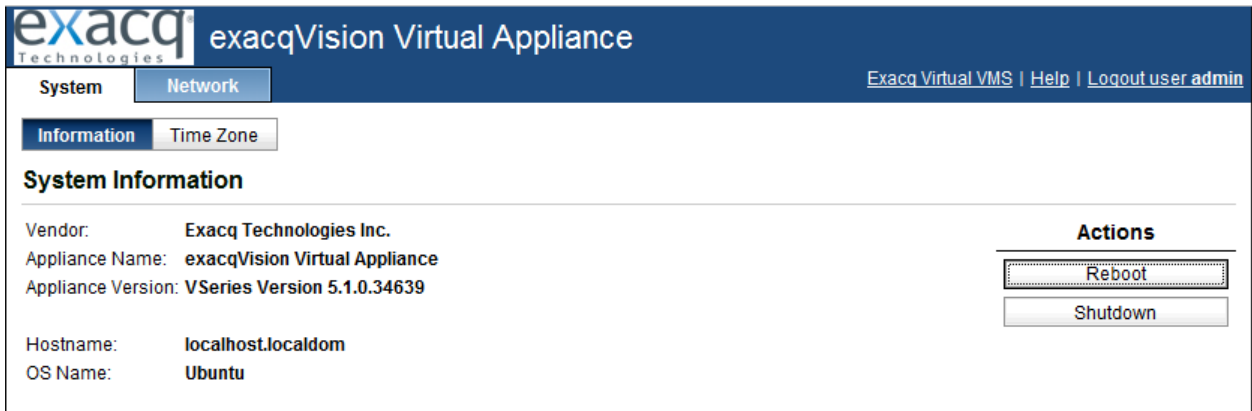 exacq
Technologies
exacqVision Virtual Appliance
System Network
Exacq Virtual VMS | Help | Logout user admin
Information Time Zone
System Information
Vendor: Exacq Technologies Inc.
Appliance Name: exacqVision Virtual Appliance
Appliance Version: VSeries Version 5.1.0.34639
Hostname: localhost.localdom
OS Name: Ubuntu
Actions
Reboot
Shutdown